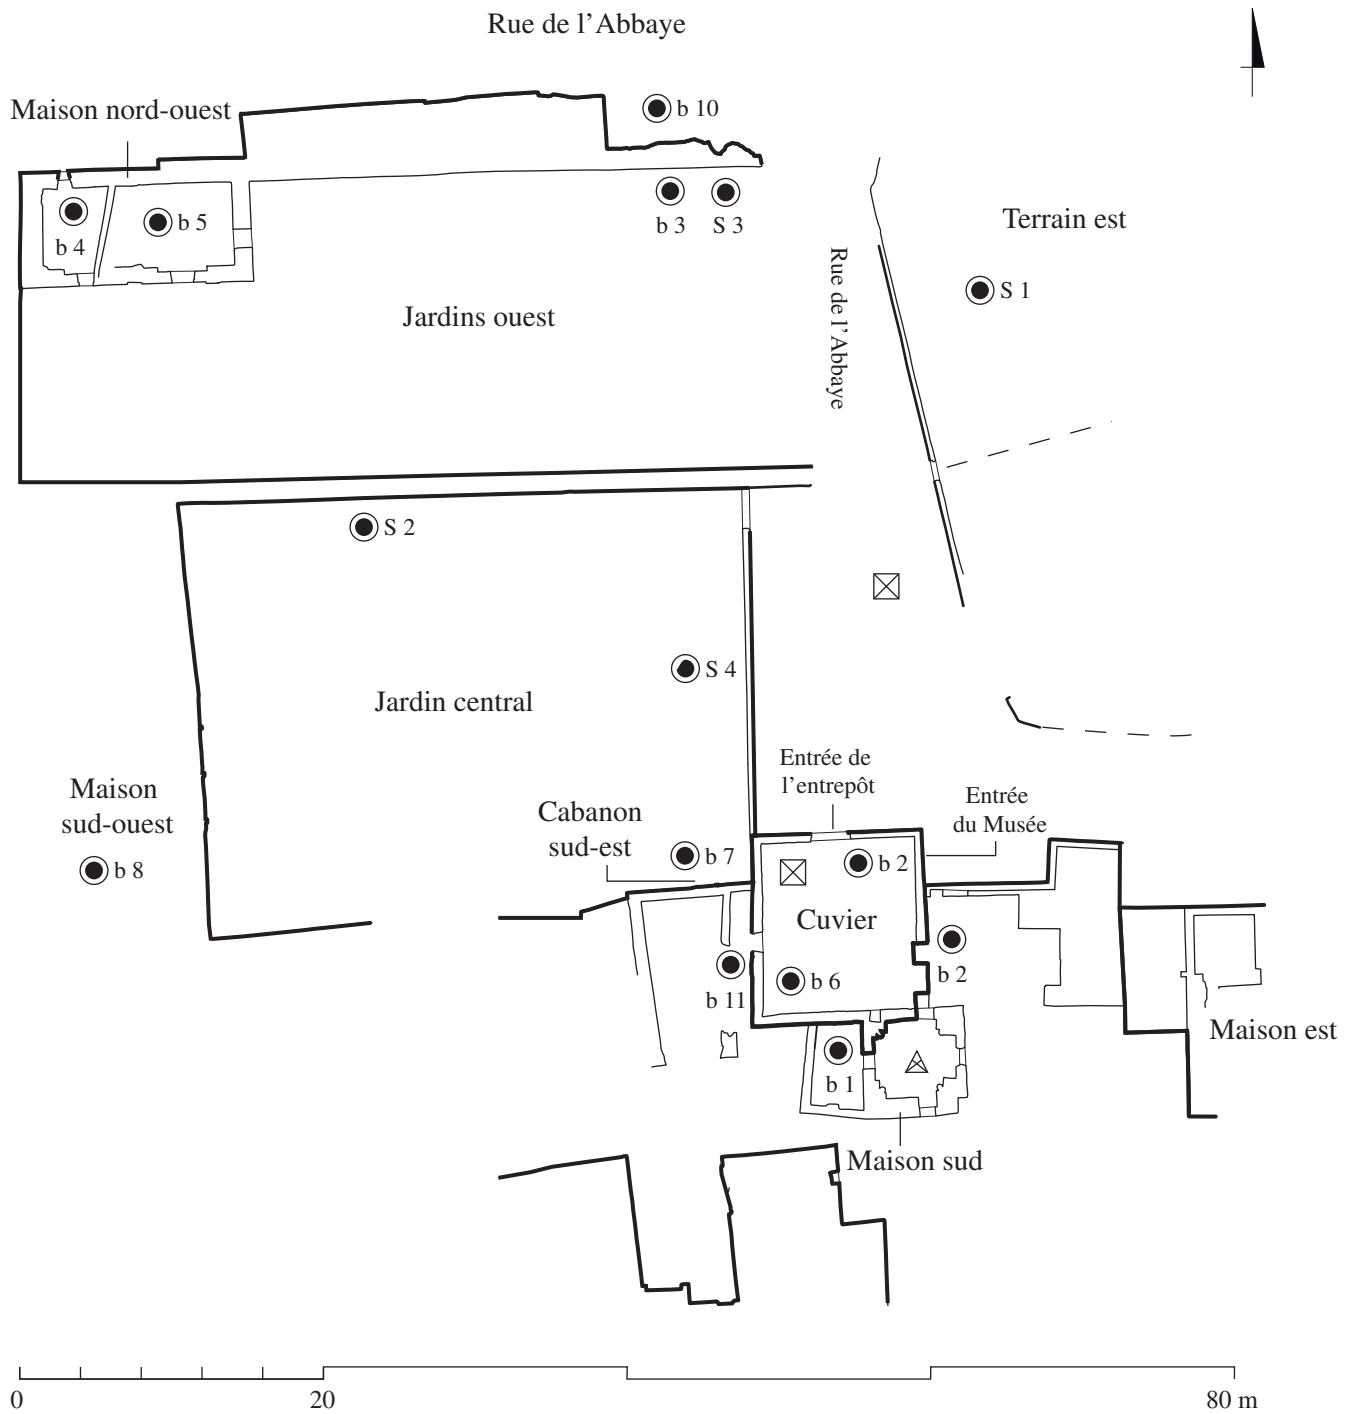 Rue de l’Abbaye
Maison nord-ouest
b 10
b 4
b 5
b 3
S 3
Terrain est
S 1
Rue de l’Abbaye
Jardins ouest
S 2
S 4
Jardin central
Entrée de
l’entrepôt
Entrée
du Musée
Maison
sud-ouest
b 8
Cabanon
sud-est
b 7
b 2
Cuvier
b 2
b 11
b 6
Maison est
b 1
Maison sud
0
20
80 m